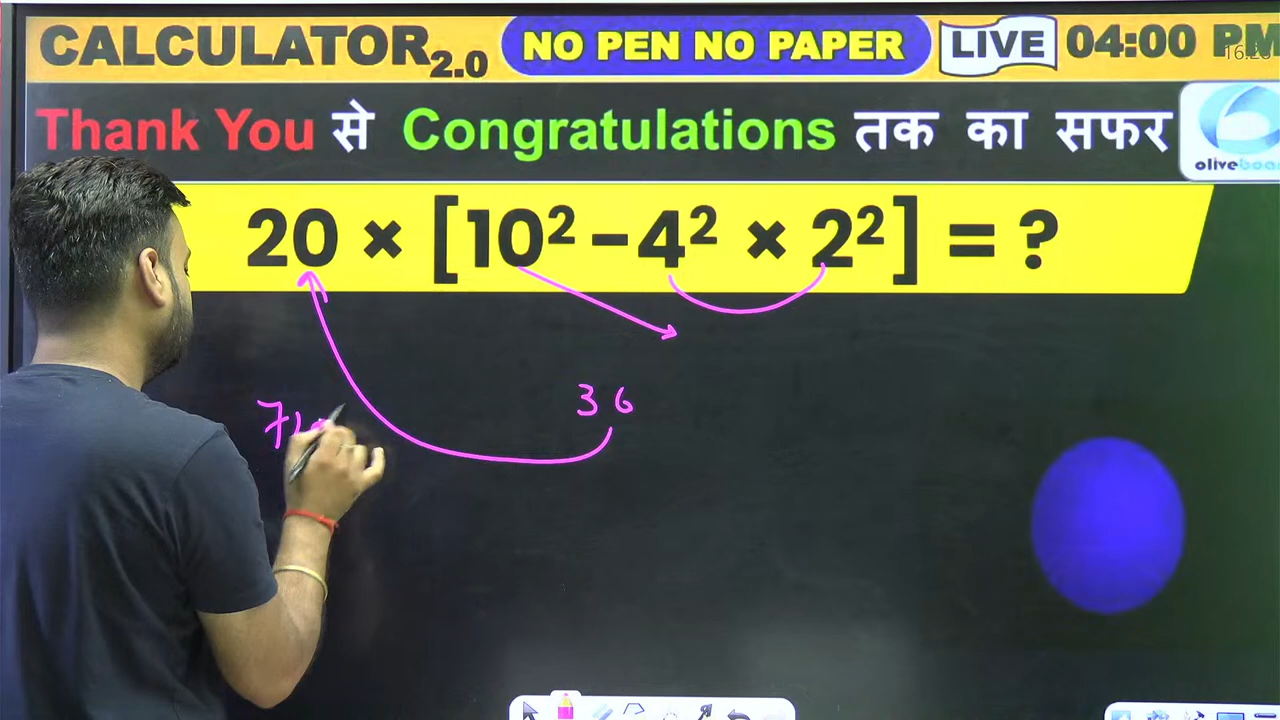 CALCULATOR2.0 NO PEN NO PAPER LIVE 04:00 PM
Thank You से Congratulations तक का सफर
20 × [10² - 4² × 2²] = ?
36